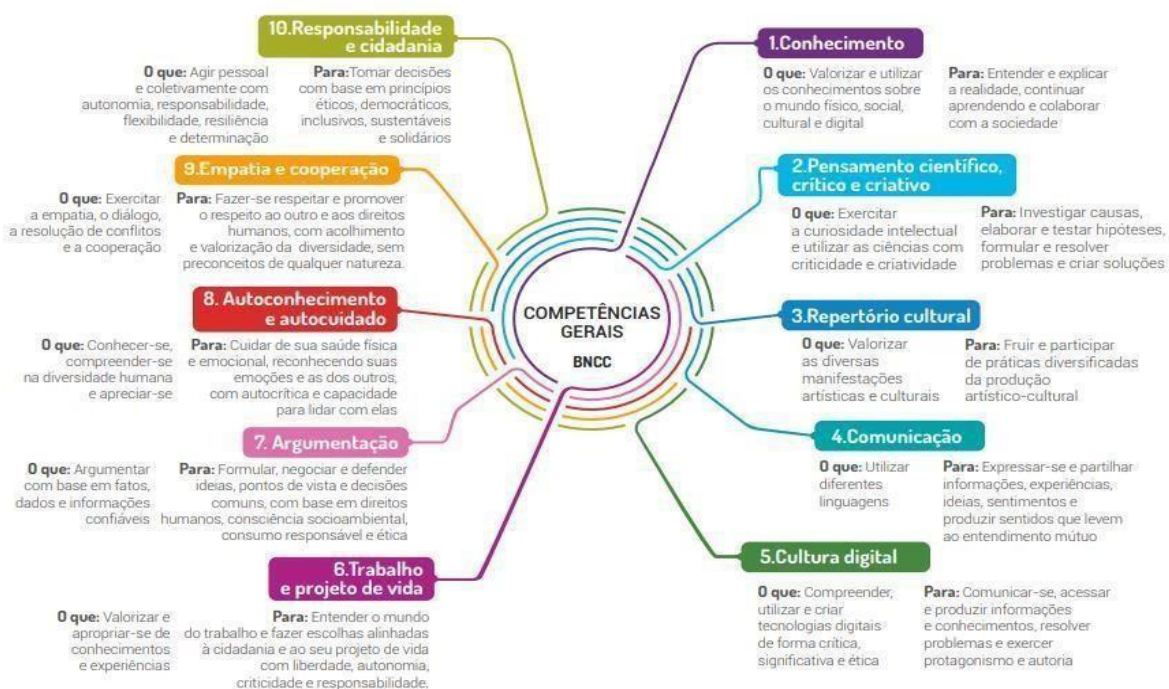 COMPETÊNCIAS
GERAIS
BNCC
1.Conhecimento
O que: Valorizar e utilizar
os conhecimentos sobre
o mundo físico, social,
cultural e digital
Para: Entender e explicar
a realidade, continuar
aprendendo e colaborar
com a sociedade
2.Pensamento científico,
crítico e criativo
O que: Exercitar
a curiosidade intelectual
e utilizar as ciências com
criticidade e criatividade
Para: Investigar causas,
elaborar e testar hipóteses,
formular e resolver
problemas e criar soluções
3.Repertório cultural
O que: Valorizar
as diversas
manifestações
artísticas e culturais
Para: Fruir e participar
de práticas diversificadas
da produção
artístico-cultural
4.Comunicação
O que: Utilizar
diferentes
linguagens
Para: Expressar-se e partilhar
informações, experiências,
ideias, sentimentos e
produzir sentidos que levem
ao entendimento mútuo
5.Cultura digital
O que: Compreender,
utilizar e criar
tecnologias digitais
de forma crítica,
significativa e ética
Para: Comunicar-se, acessar
e produzir informações
e conhecimentos, resolver
problemas e exercer
protagonismo e autoria
6.Trabalho
e projeto de vida
O que: Valorizar e
apropriar-se de
conhecimentos
e experiências
Para: Entender o mundo
do trabalho e fazer escolhas alinhadas
à cidadania e ao seu projeto de vida
com liberdade, autonomia,
criticidade e responsabilidade.
7. Argumentação
O que: Argumentar
com base em fatos,
dados e informações
confiáveis
Para: Formular, negociar e defender
ideias, pontos de vista e decisões
comuns, com base em direitos
humanos, consciência socioambiental,
consumo responsável e ética
8. Autoconhecimento
e autocuidado
O que: Conhecer-se,
compreender-se
na diversidade humana
e apreciar-se
Para: Cuidar de sua saúde física
e emocional, reconhecendo suas
emoções e as dos outros,
com autocrítica e capacidade
para lidar com elas
9.Empatia e cooperação
O que: Exercitar
a empatia, o diálogo,
a resolução de conflitos
e a cooperação
Para: Fazer-se respeitar e promover
o respeito ao outro e aos direitos
humanos, com acolhimento
e valorização da diversidade, sem
preconceitos de qualquer natureza.
10.Responsabilidade
e cidadania
O que: Agir pessoal
e coletivamente com
autonomia, responsabilidade,
flexibilidade, resiliência
e determinação
Para:Tomar decisões
com base em princípios
éticos, democráticos,
inclusivos, sustentáveis
e solidários